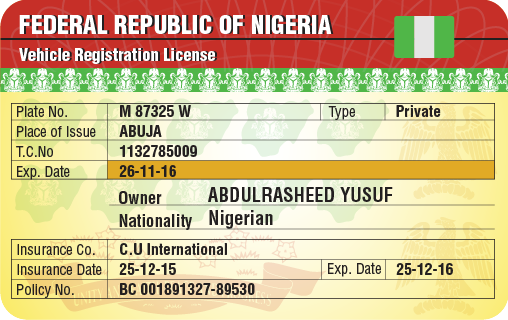 FEDERAL REPUBLIC OF NIGERIA
Vehicle Registration License
Plate No. M 87325 W Type Private
Place of Issue ABUJA
T.C.No 1132785009
Exp. Date 26-11-16
Owner ABDULRASHEED YUSUF
Nationality Nigerian
Insurance Co. C.U International
Insurance Date 25-12-15 Exp. Date 25-12-16
Policy No. BC 001891327-89530